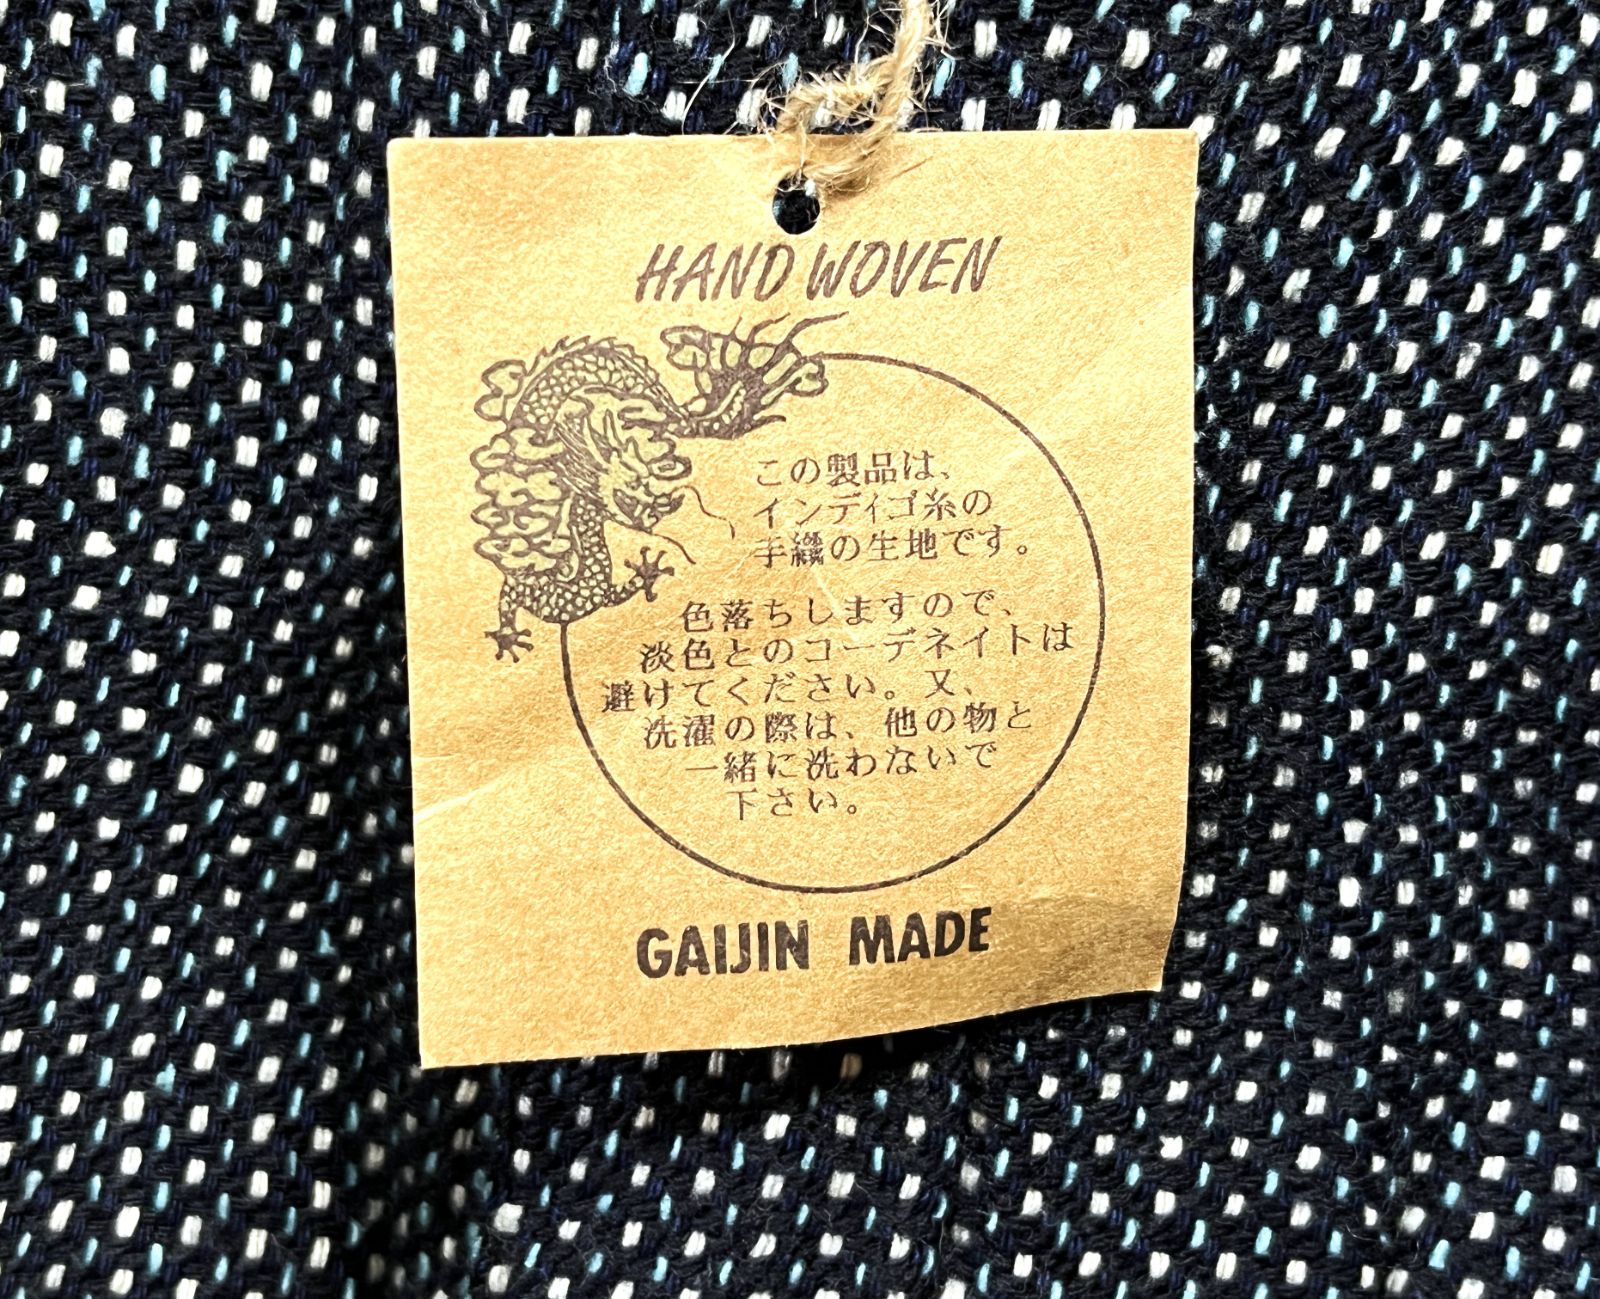 HAND WOVEN
この製品は、
インディゴ糸の
手織の生地です。
色落ちしますので、
淡色とのコーデネイトは
避けてください。又、
洗濯の際は、他の物と
一緒に洗わないで
下さい。
GAIJIN MADE